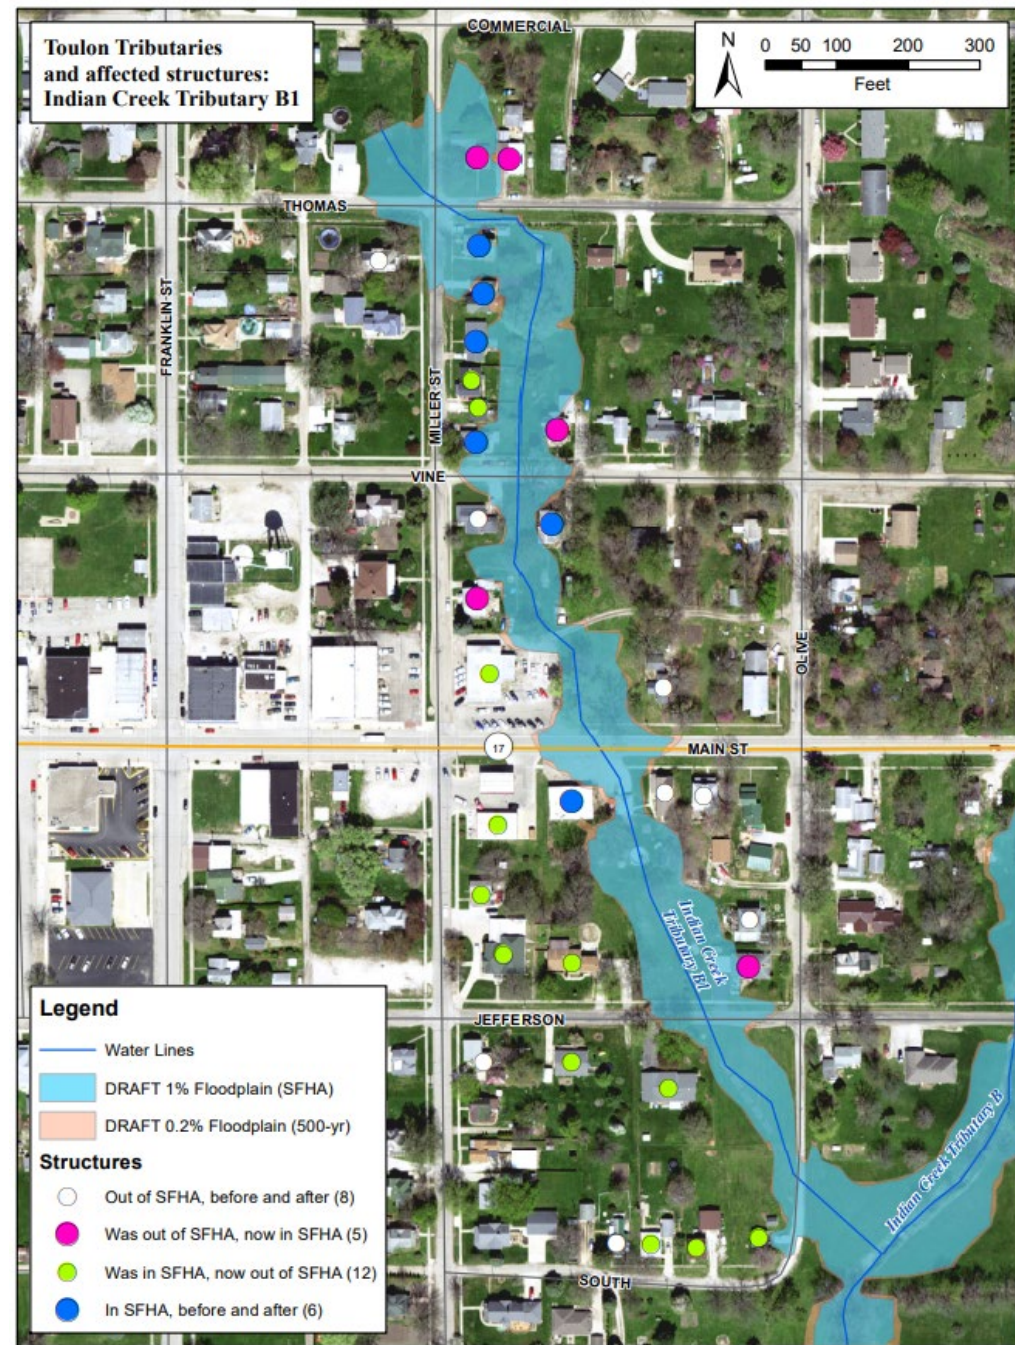 Toulon Tributaries
and affected structures:
Indian Creek Tributary B1
COMMERCIAL
N
0 50 100 200 300
Feet
THOMAS
FRANKLIN ST
MILLER ST
VINE
OLIVE
17
MAIN ST
Indian Creek
Tributary B1
JEFFERSON
Indian Creek Tributary B
SOUTH
Legend
Water Lines
DRAFT 1% Floodplain (SFHA)
DRAFT 0.2% Floodplain (500-yr)
Structures
Out of SFHA, before and after (8)
Was out of SFHA, now in SFHA (5)
Was in SFHA, now out of SFHA (12)
In SFHA, before and after (6)